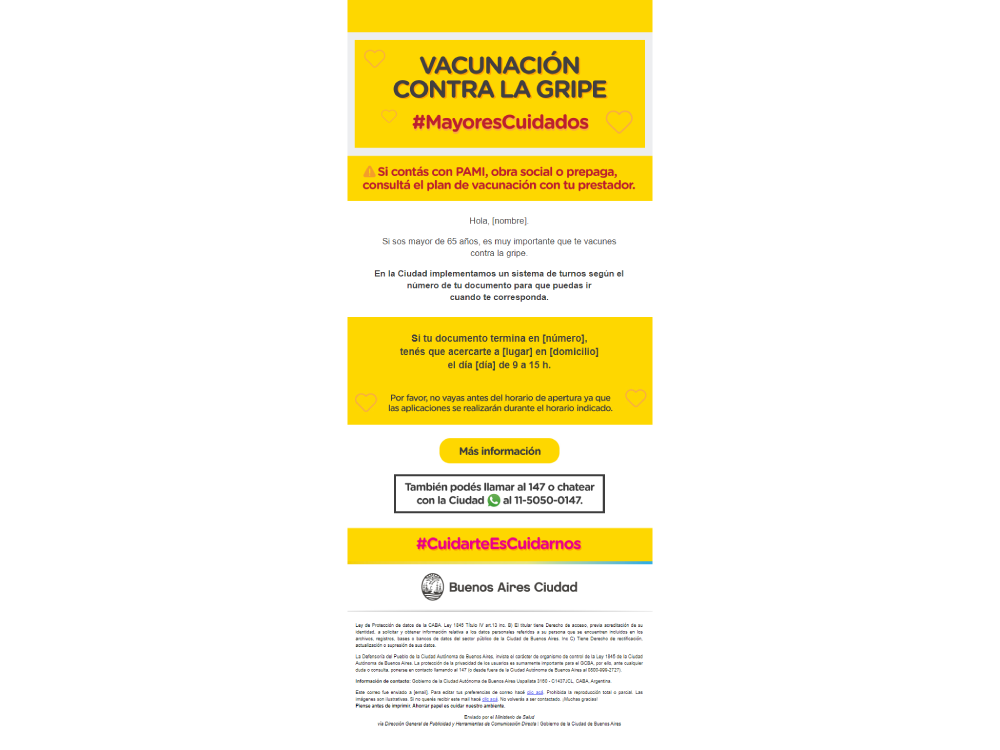 VACUNACIÓN
CONTRA LA GRIPE
#MayoresCuidados
Si contás con PAMI, obra social o prepaga,
consultá el plan de vacunación con tu prestador.
Hola, [nombre].
Si sos mayor de 65 años, es muy importante que te vacunes
contra la gripe.
En la Ciudad implementamos un sistema de turnos según el
número de tu documento para que puedas ir
cuando te corresponda.
Si tu documento termina en [número],
tenés que acercarte a [lugar] en [domicilio]
el día [día] de 9 a 15 h.
Por favor, no vayas antes del horario de apertura ya que
las aplicaciones se realizarán durante el horario indicado.
Más información
También podés llamar al 147 o chatear
con la Ciudad al 11-5050-0147.
#CuidarteEsCuidarnos
Buenos Aires Ciudad
Ley de Protección de datos de la CABA. Ley 1845 Título IV art.13 inc. B) El titular tiene Derecho de acceso, previa acreditación de su
identidad, a solicitar y obtener información relativa a los datos personales referidos a su persona que se encuentren incluidos en los
archivos, registros, bases o bancos de datos del sector público de la Ciudad de Buenos Aires. Inc C) Tiene Derecho de rectificación,
actualización o supresión de sus datos.
La Defensoría del Pueblo de la Ciudad Autónoma de Buenos Aires, inviste el carácter de organismo de control de la Ley 1845 de la Ciudad
Autónoma de Buenos Aires. La protección de la privacidad de los usuarios es sumamente importante para el GCBA, por ello, ante cualquier
duda o consulta, ponerse en contacto llamando al 147 (o desde fuera de la Ciudad Autónoma de Buenos Aires al 0800-999-2727).
Información de contacto: Gobierno de la Ciudad Autónoma de Buenos Aires Uspallata 3160 - C1437JCL. CABA, Argentina.
Este correo fue enviado a [email]. Para editar tus preferencias de correo hacé clic acá. Prohibida la reproducción total o parcial. Las
imágenes son ilustrativas. Si no querés recibir este mail hacé clic acá. No volverás a ser contactado. ¡Muchas gracias!
Piense antes de imprimir. Ahorrar papel es cuidar nuestro ambiente.
Enviado por el Ministerio de Salud
vía Dirección General de Publicidad y Herramientas de Comunicación Directa | Gobierno de la Ciudad de Buenos Aires